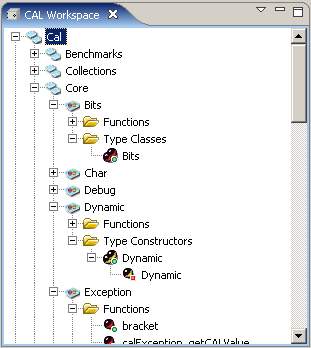 CAL Workspace
Cal
Benchmarks
Collections
Core
Bits
Functions
Type Classes
Bits
Char
Debug
Dynamic
Functions
Type Constructors
Dynamic
Dynamic
Exception
Functions
bracket
calException_getCALValue